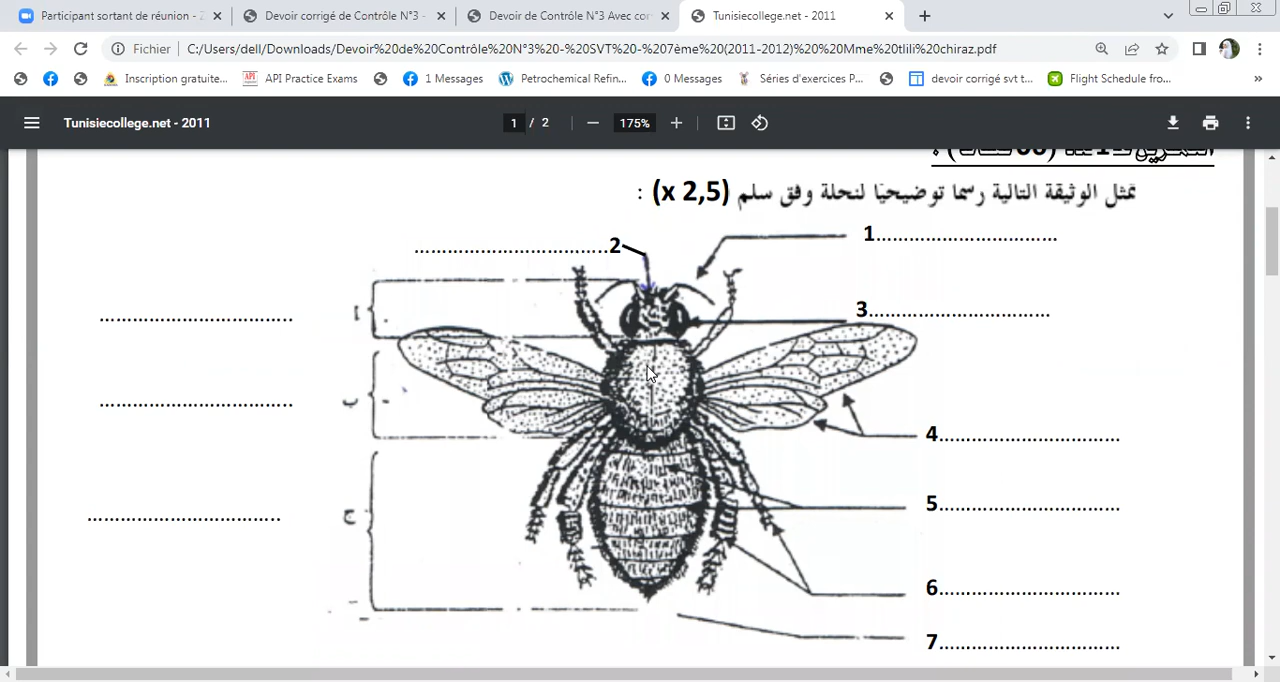 Participant sortant de réunion - Z
Devoir corrigé de Contrôle N°3 -
Devoir de Contrôle N°3 Avec cor
Tunisiecollege.net - 2011
Fichier
C:/Users/dell/Downloads/Devoir%20de%20Contrôle%20N°3%20-%20SVT%20-%207ème%20(2011-2012)%20%20Mme%20tlili%20chiraz.pdf
Inscription gratuite...
API Practice Exams
1 Messages
Petrochemical Refin...
0 Messages
Séries d'exercices P...
devoir corrigé svt t...
Flight Schedule fro...
»
Tunisiecollege.net - 2011
1 / 2
175%
تمثل الوثيقة التالية رسما توضيحيا لنحلة وفق سلم (x 2,5) :
1................................
2................................
3................................
أ ................................
ب ................................
4................................
5................................
ج ................................
6................................
7................................